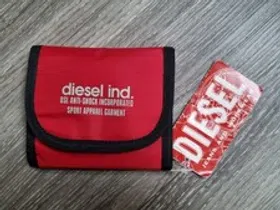 diesel ind.
DSL ANTI-SHOCK INCORPORATED
SPORT APPAREL GARMENT
DIESEL